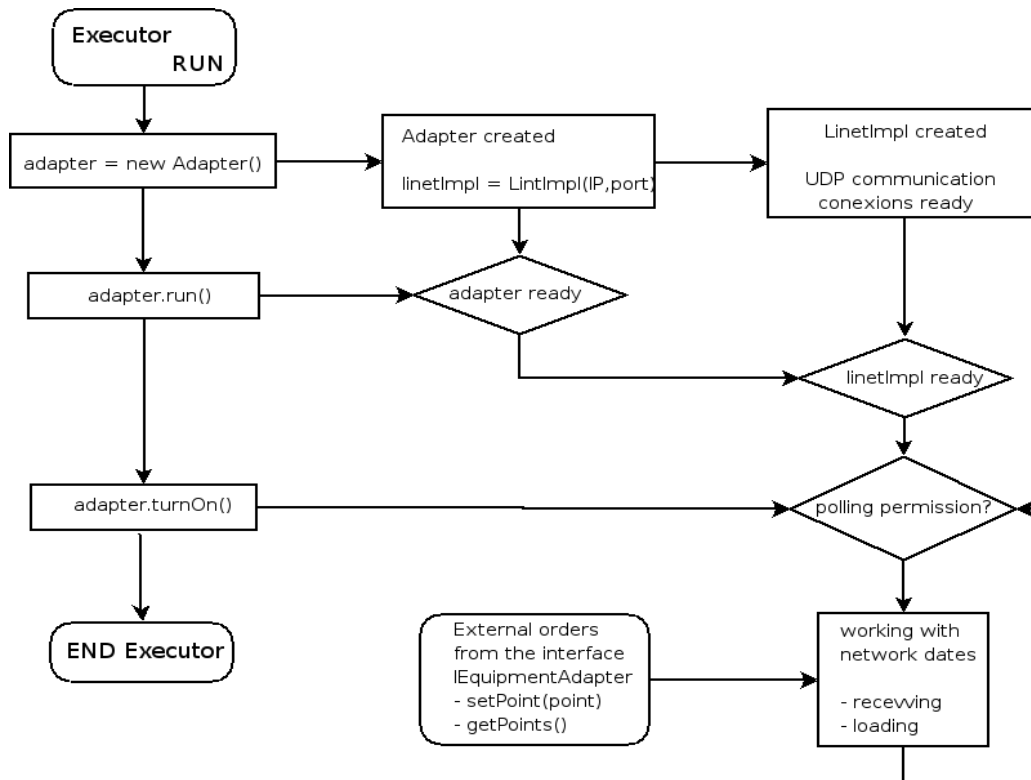 Executor
RUN
adapter = new Adapter()
Adapter created
linetImpl = LintImpl(IP,port)
LinetImpl created
UDP communication
conexions ready
adapter.run()
adapter ready
linetImpl ready
adapter.turnOn()
polling permission?
END Executor
External orders
from the interface
IEquipmentAdapter
- setPoint(point)
- getPoints()
working with
network dates
- recevving
- loading